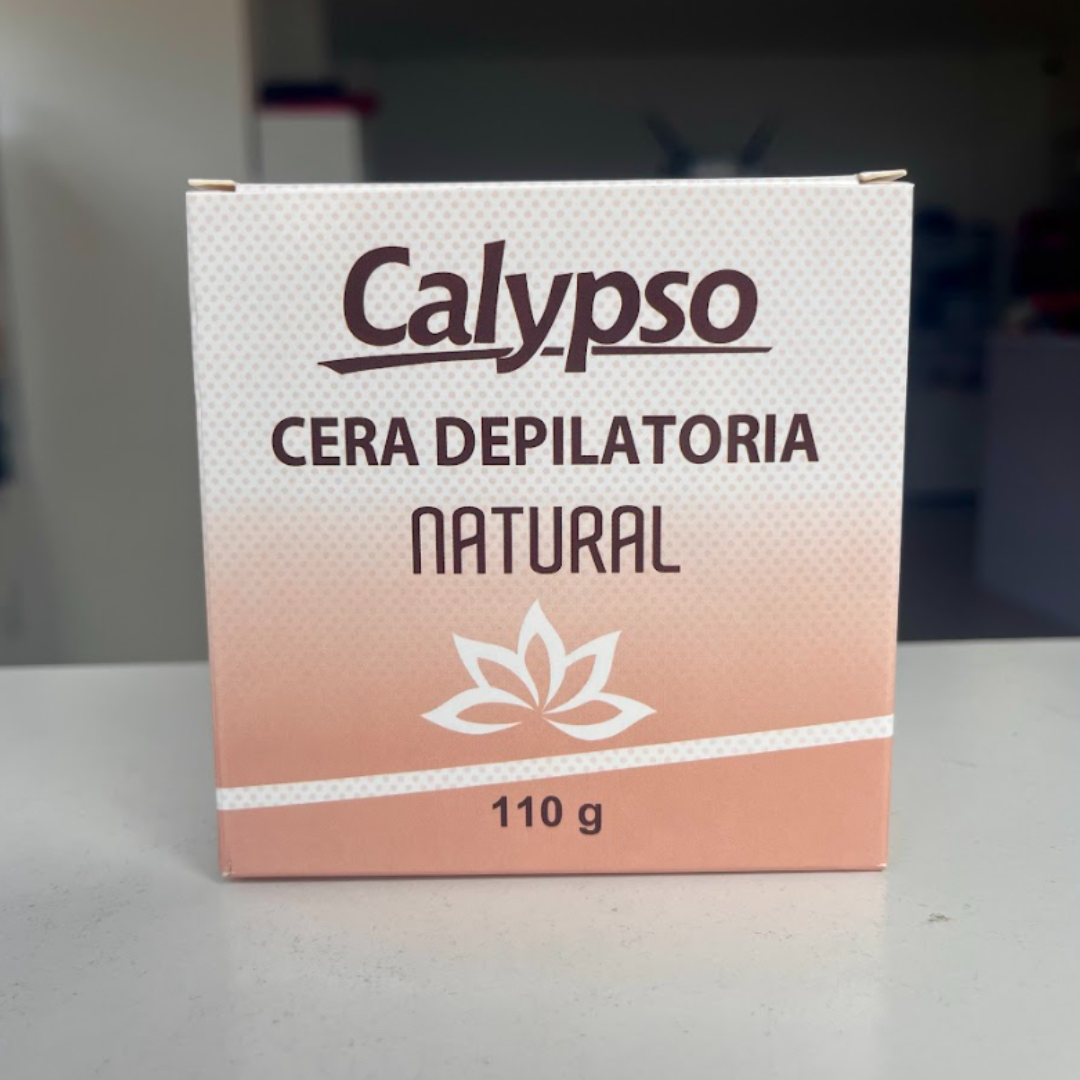 Calypso
CERA DEPILATORIA
NATURAL
110 g